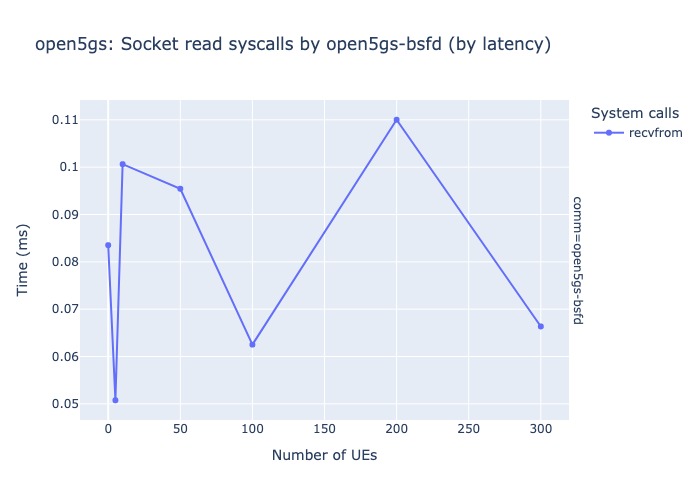 open5gs: Socket read syscalls by open5gs-bsfd (by latency)
System calls
recvfrom
0.11
0.1
0.09
0.08
0.07
0.06
0.05
Time (ms)
comm=open5gs-bsfd
0 50 100 150 200 250 300
Number of UEs